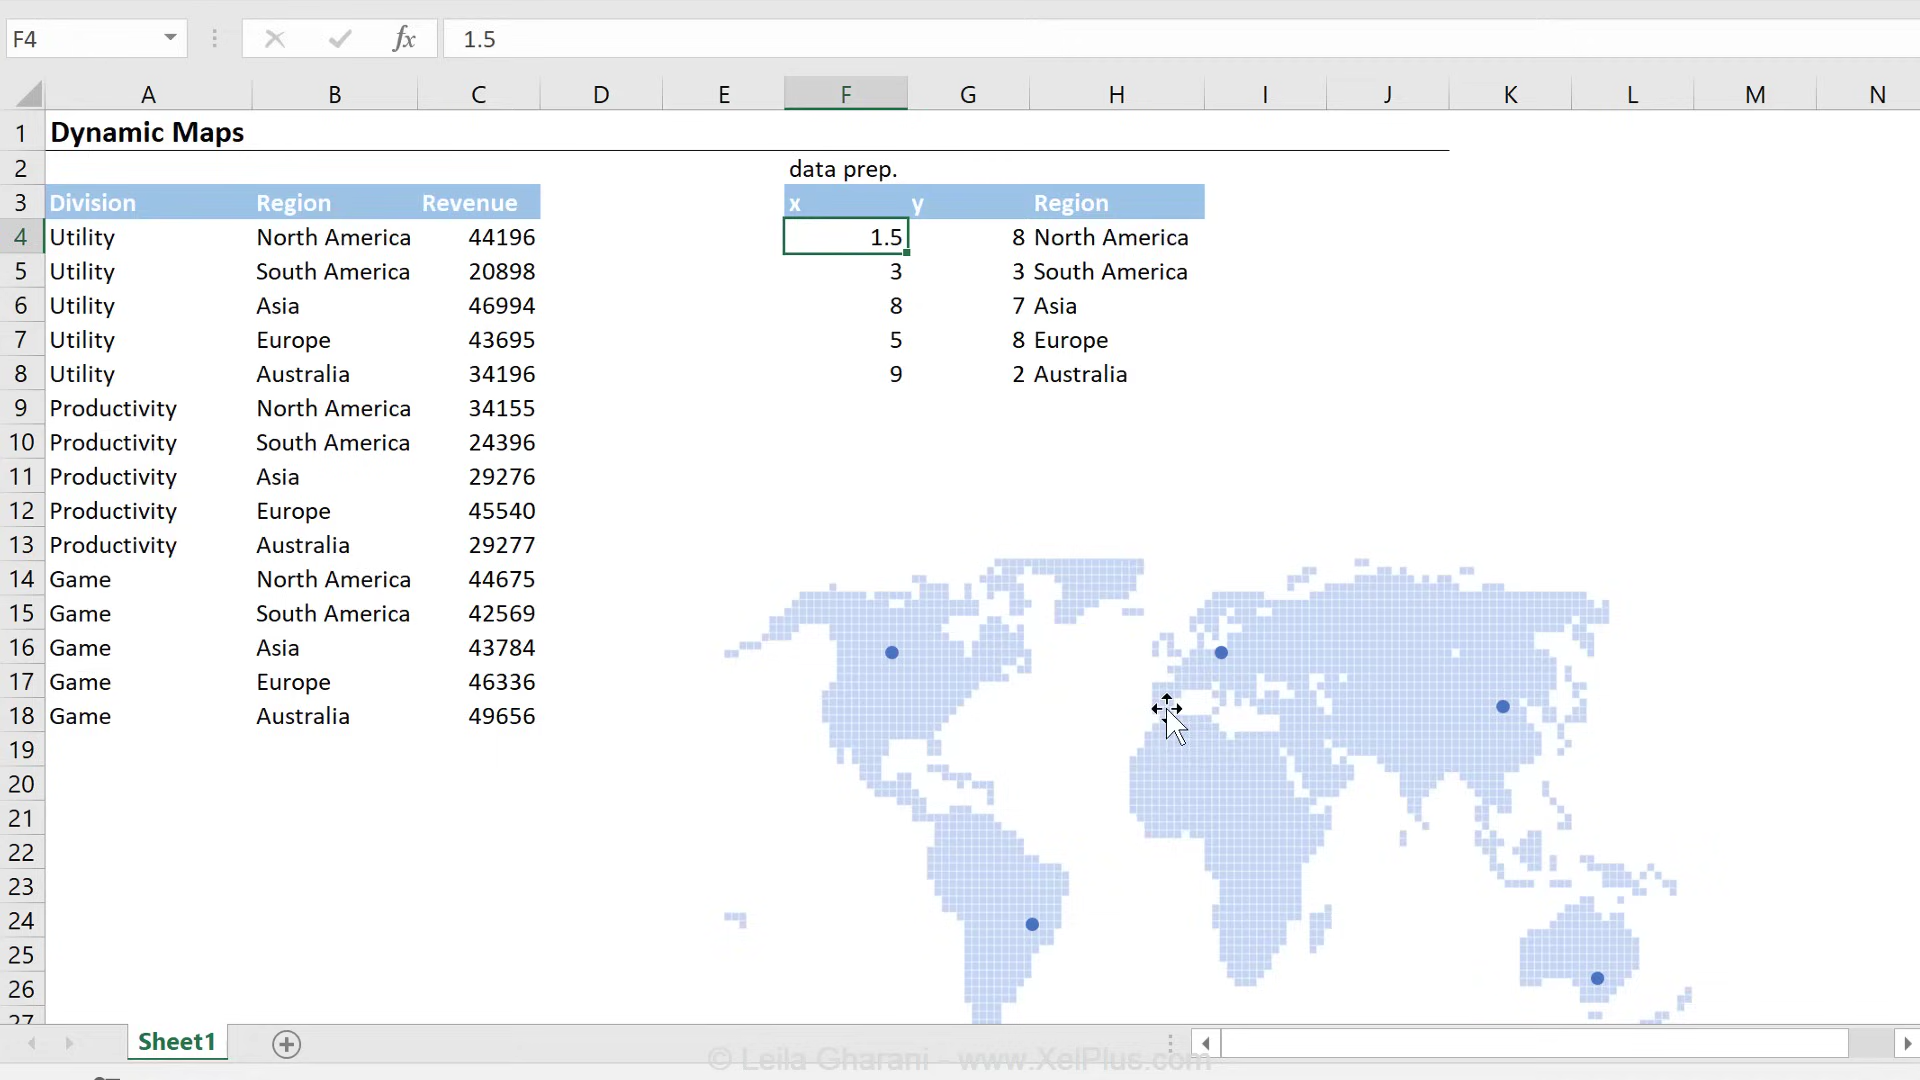 F4 fx 1.5
A B C D E F G H I J K L M N
1 Dynamic Maps
2 data prep.
3 Division Region Revenue x y Region
4 Utility North America 44196 1.5 8 North America
5 Utility South America 20898 3 3 South America
6 Utility Asia 46994 8 7 Asia
7 Utility Europe 43695 5 8 Europe
8 Utility Australia 34196 9 2 Australia
9 Productivity North America 34155
10 Productivity South America 24396
11 Productivity Asia 29276
12 Productivity Europe 45540
13 Productivity Australia 29277
14 Game North America 44675
15 Game South America 42569
16 Game Asia 43784
17 Game Europe 46336
18 Game Australia 49656
19
20
21
22
23
24
25
26
27
Sheet1
© Leila Gharani - www.XelPlus.com